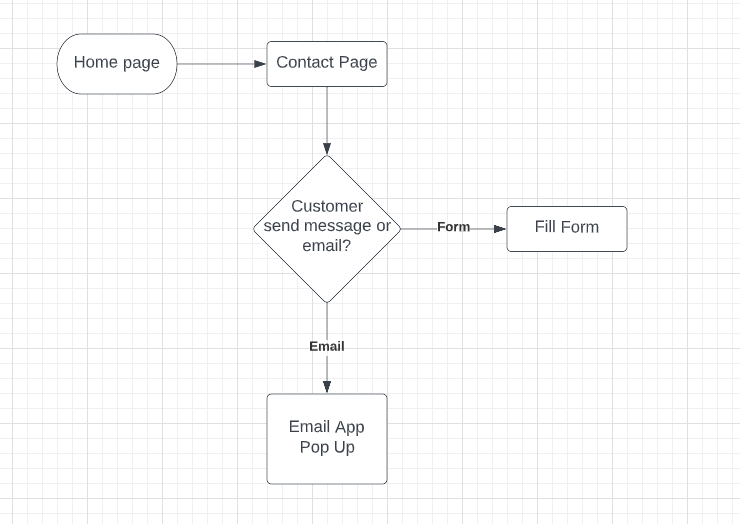 Home page
Contact Page
Customer
send message or
email?
Form
Fill Form
Email
Email App
Pop Up